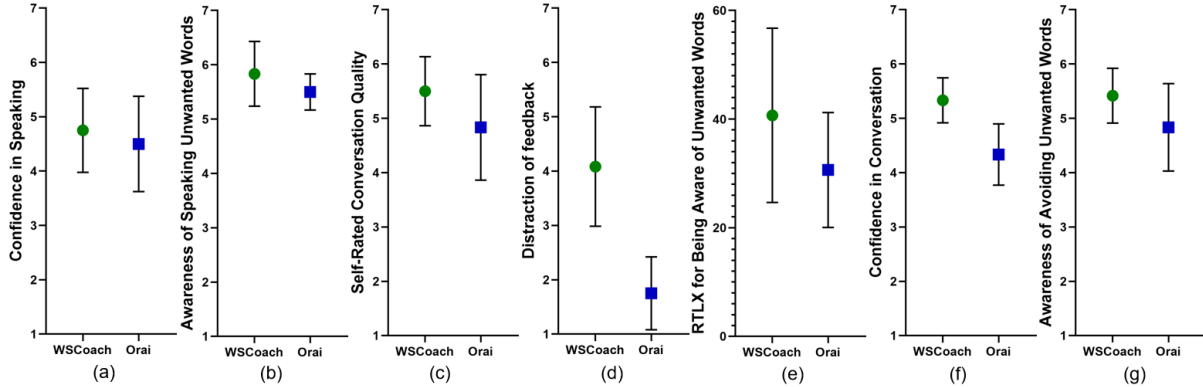 Confidence in Speaking
7
6
5
4
3
2
1
WSCoach Orai
(a)
Awareness of Speaking Unwanted Words
7
6
5
4
3
2
1
WSCoach Orai
(b)
Self-Rated Conversation Quality
7
6
5
4
3
2
1
WSCoach Orai
(c)
Distraction of feedback
7
6
5
4
3
2
1
WSCoach Orai
(d)
RTLX for Being Aware of Unwanted Words
60
40
20
0
WSCoach Orai
(e)
Confidence in Conversation
7
6
5
4
3
2
1
WSCoach Orai
(f)
Awareness of Avoiding Unwanted Words
7
6
5
4
3
2
1
WSCoach Orai
(g)